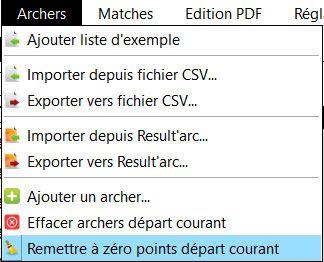 Archers Matches Edition PDF
Ajouter liste d'exemple
Importer depuis fichier CSV...
Exporter vers fichier CSV...
Importer depuis Result'arc...
Exporter vers Result'arc...
Ajouter un archer...
Effacer archers départ courant
Remettre à zéro points départ courant